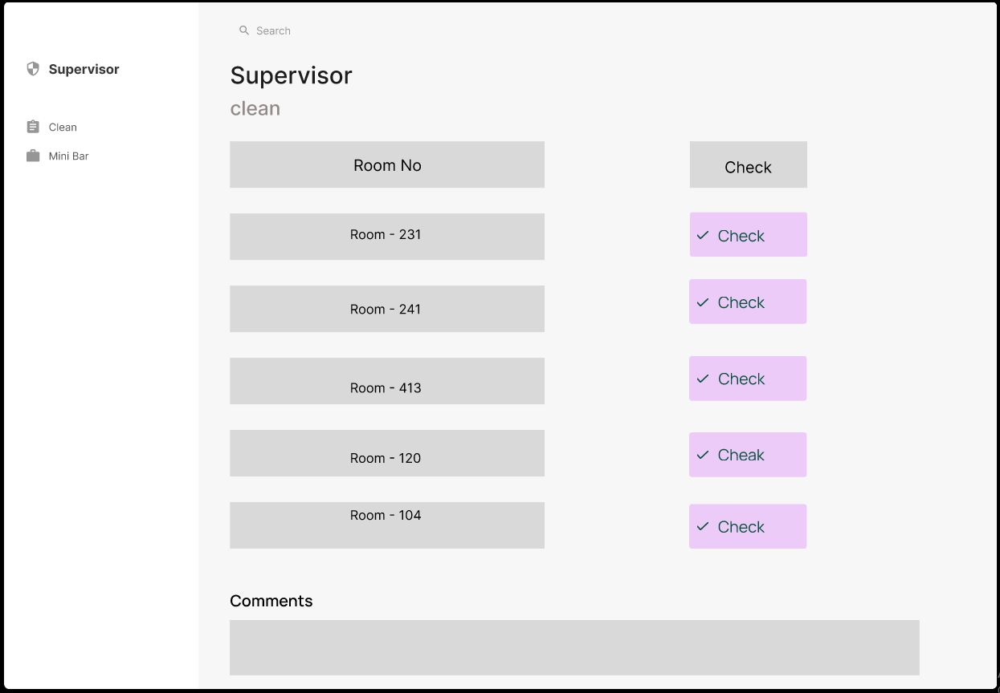 Search
Supervisor
Clean
Mini Bar
Supervisor
clean
Room No
Check
Room - 231
Check
Room - 241
Check
Room - 413
Check
Room - 120
Cheak
Room - 104
Check
Comments